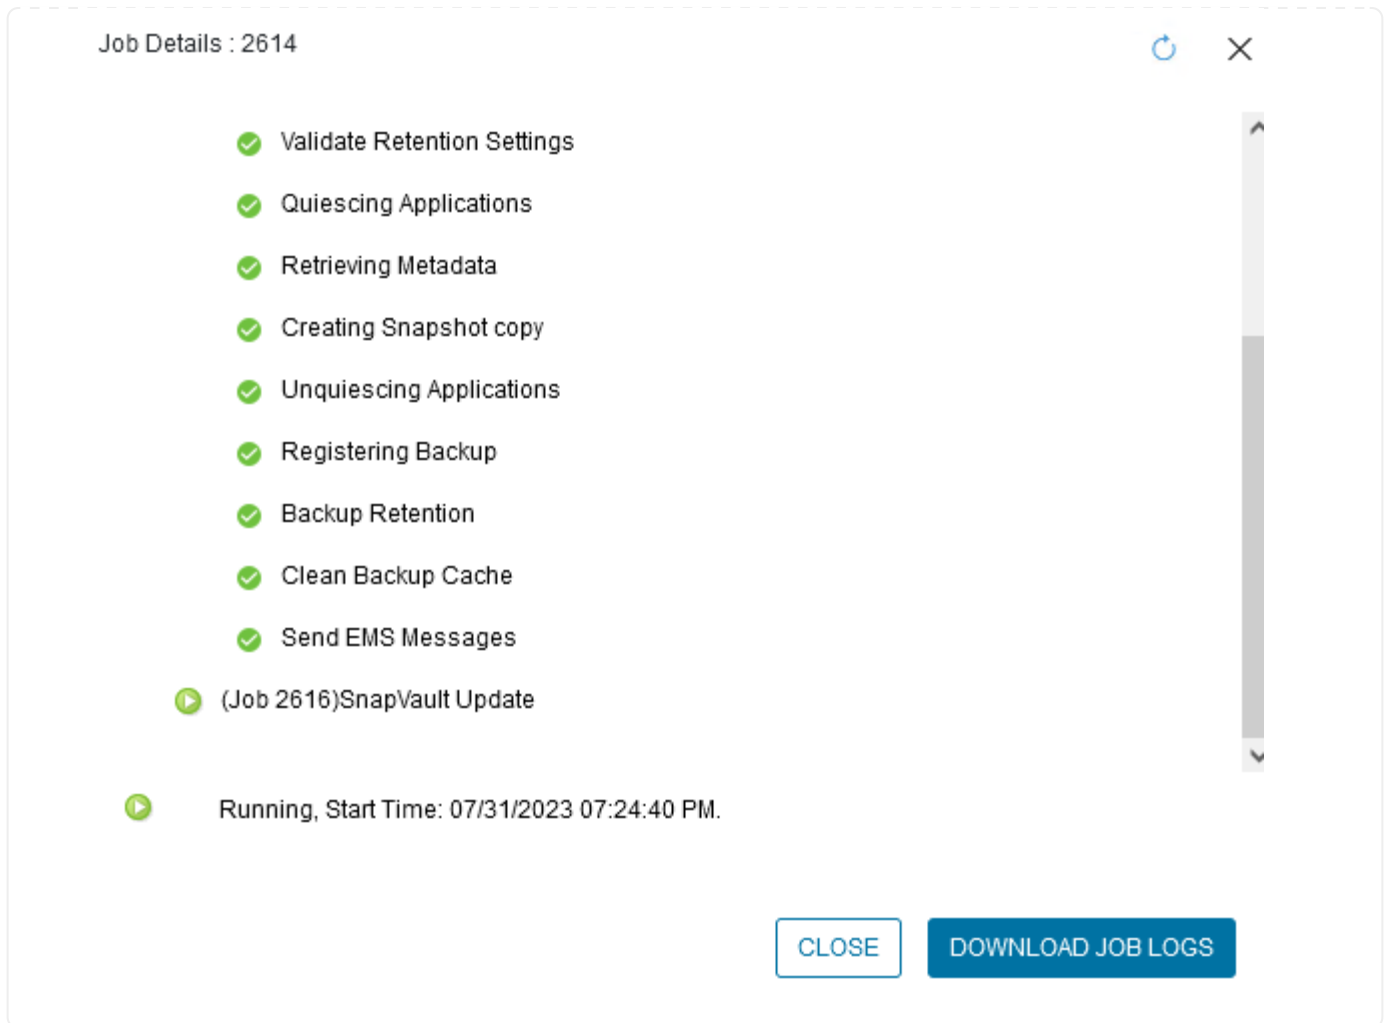 Job Details : 2614
Validate Retention Settings
Quiescing Applications
Retrieving Metadata
Creating Snapshot copy
Unquiescing Applications
Registering Backup
Backup Retention
Clean Backup Cache
Send EMS Messages
(Job 2616)SnapVault Update
Running, Start Time: 07/31/2023 07:24:40 PM.
CLOSE
DOWNLOAD JOB LOGS